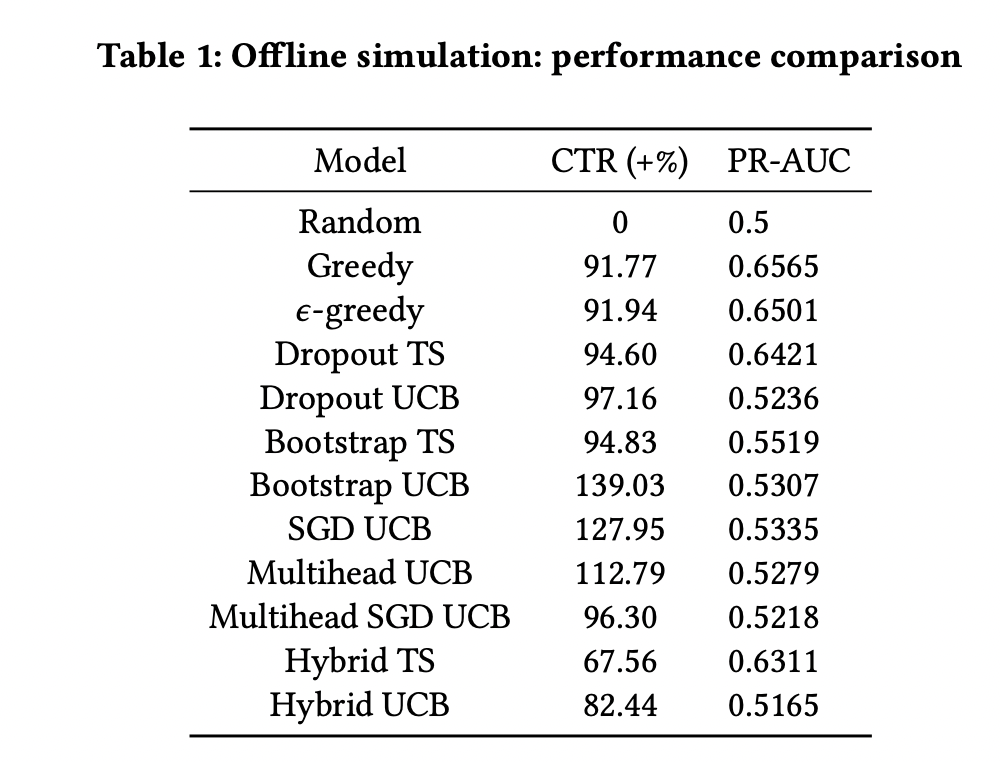 Table 1: Offline simulation: performance comparison
Model CTR (+%) PR-AUC
Random 0 0.5
Greedy 91.77 0.6565
ϵ-greedy 91.94 0.6501
Dropout TS 94.60 0.6421
Dropout UCB 97.16 0.5236
Bootstrap TS 94.83 0.5519
Bootstrap UCB 139.03 0.5307
SGD UCB 127.95 0.5335
Multihead UCB 112.79 0.5279
Multihead SGD UCB 96.30 0.5218
Hybrid TS 67.56 0.6311
Hybrid UCB 82.44 0.5165